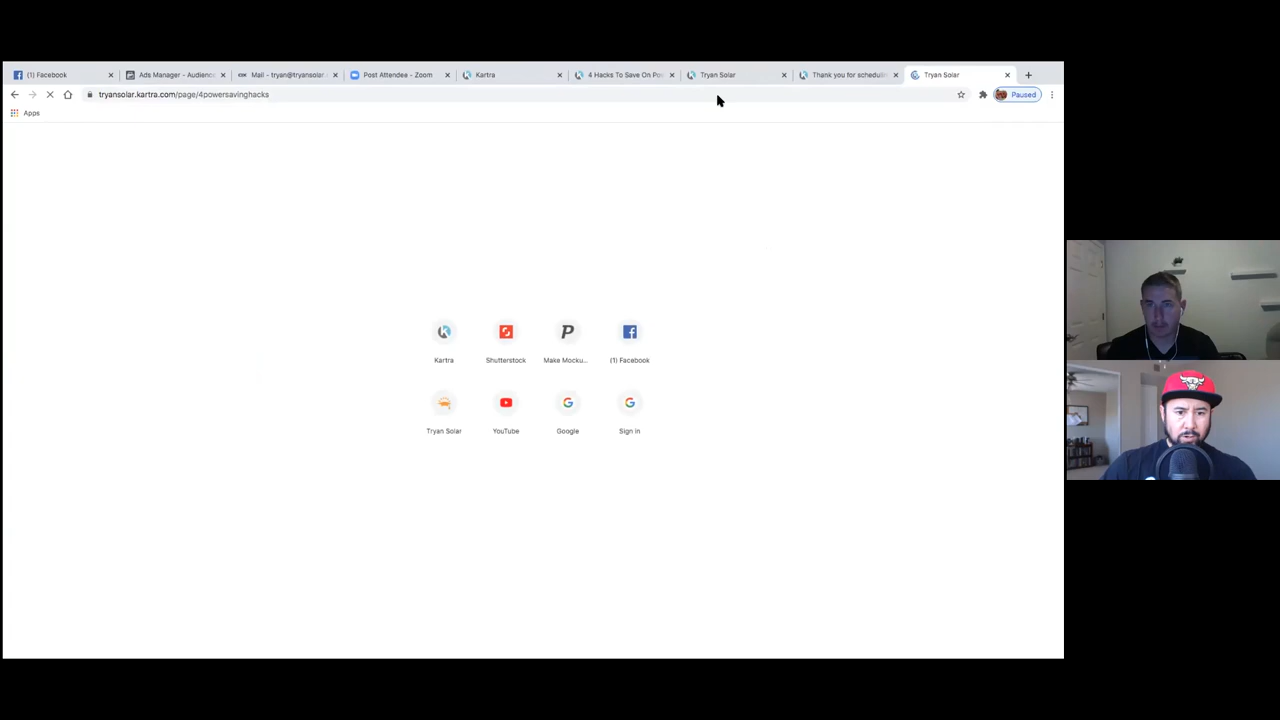 (1) Facebook
Ads Manager - Audience
Mail - tryan@tryansolar.
Post Attendee - Zoom
Kartra
4 Hacks To Save On Po
Tryan Solar
Thank you for scheduli
Tryan Solar
tryansolar.kartra.com/page/4powersavinghacks
Paused
Apps
Kartra
Shutterstock
Make Mocku...
(1) Facebook
Tryan Solar
YouTube
Google
Sign in